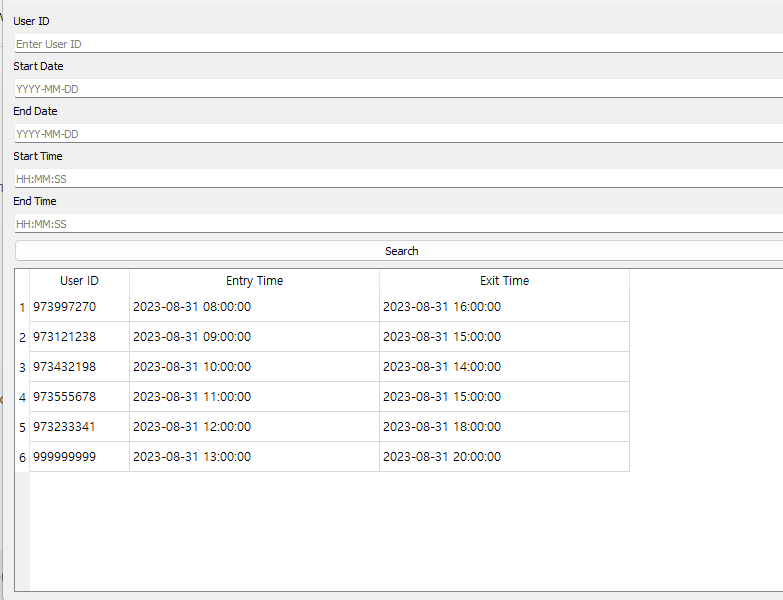 User ID
Enter User ID
Start Date
YYYY-MM-DD
End Date
YYYY-MM-DD
Start Time
HH:MM:SS
End Time
HH:MM:SS
Search
User ID Entry Time Exit Time
1 973997270 2023-08-31 08:00:00 2023-08-31 16:00:00
2 973121238 2023-08-31 09:00:00 2023-08-31 15:00:00
3 973432198 2023-08-31 10:00:00 2023-08-31 14:00:00
4 973555678 2023-08-31 11:00:00 2023-08-31 15:00:00
5 973233341 2023-08-31 12:00:00 2023-08-31 18:00:00
6 999999999 2023-08-31 13:00:00 2023-08-31 20:00:00